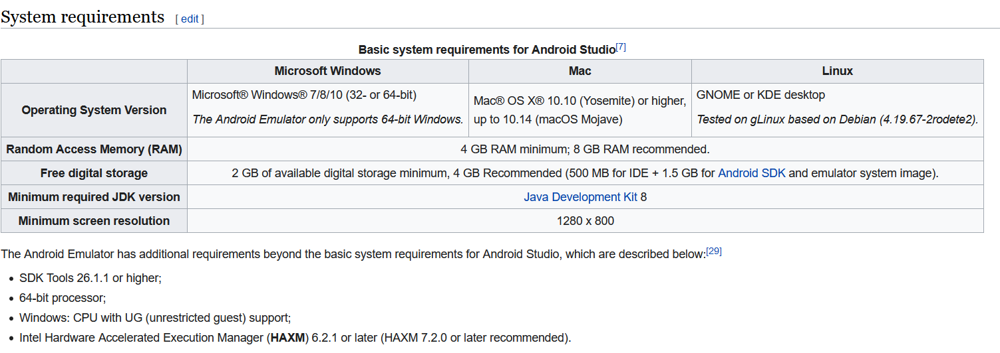 System requirements [ edit ]
Basic system requirements for Android Studio[7]
Microsoft Windows Mac Linux
Operating System Version
Microsoft® Windows® 7/8/10 (32- or 64-bit)
The Android Emulator only supports 64-bit Windows.
Mac® OS X® 10.10 (Yosemite) or higher,
up to 10.14 (macOS Mojave)
GNOME or KDE desktop
Tested on gLinux based on Debian (4.19.67-2rodete2).
Random Access Memory (RAM) 4 GB RAM minimum; 8 GB RAM recommended.
Free digital storage 2 GB of available digital storage minimum, 4 GB Recommended (500 MB for IDE + 1.5 GB for Android SDK and emulator system image).
Minimum required JDK version Java Development Kit 8
Minimum screen resolution 1280 x 800
The Android Emulator has additional requirements beyond the basic system requirements for Android Studio, which are described below:[29]
• SDK Tools 26.1.1 or higher;
• 64-bit processor;
• Windows: CPU with UG (unrestricted guest) support;
• Intel Hardware Accelerated Execution Manager (HAXM) 6.2.1 or later (HAXM 7.2.0 or later recommended).